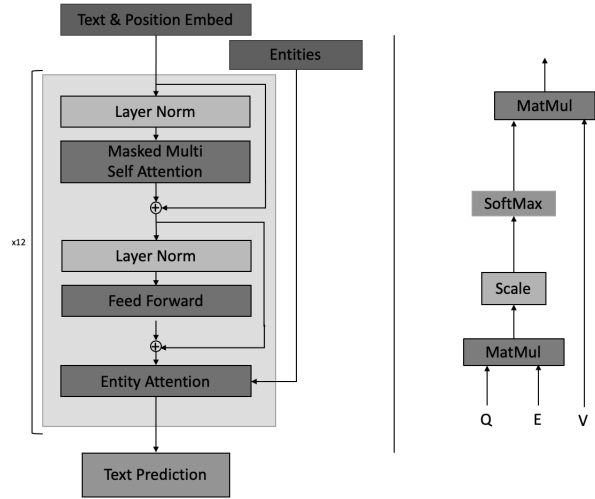 Text & Position Embed
Entities
Layer Norm
Masked Multi
Self Attention
x12
Layer Norm
Feed Forward
Entity Attention
Text Prediction
MatMul
SoftMax
Scale
MatMul
Q
E
V